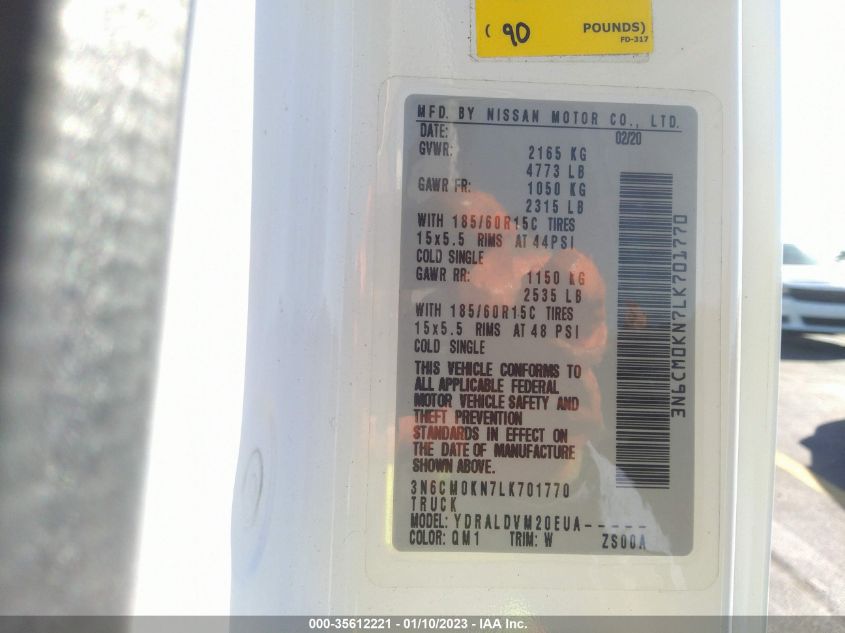 ( 90 POUNDS)
FD-317
MFD. BY NISSAN MOTOR CO., LTD.
DATE: 02/20
GVWR: 2165 KG
4773 LB
GAWR FR: 1050 KG
2315 LB
WITH 185/60R15C TIRES
15x5.5 RIMS AT 44PSI
COLD SINGLE
GAWR RR: 1150 KG
2535 LB
WITH 185/60R15C TIRES
15x5.5 RIMS AT 48 PSI
COLD SINGLE
THIS VEHICLE CONFORMS TO
ALL APPLICABLE FEDERAL
MOTOR VEHICLE SAFETY AND
THEFT PREVENTION
STANDARDS IN EFFECT ON
THE DATE OF MANUFACTURE
SHOWN ABOVE.
3N6CM0KN7LK701770
TRUCK
MODEL: YDRALDVM20EUA-----
COLOR: QM1 TRIM: W ZS00A
3N6CM0KN7LK701770
000-35612221 - 01/10/2023 - IAA Inc.